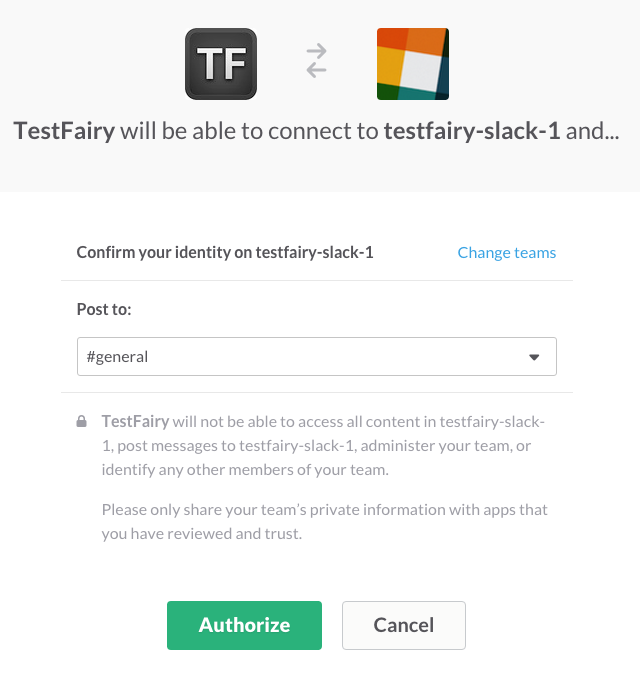 TF
TestFairy will be able to connect to testfairy-slack-1 and...
Confirm your identity on testfairy-slack-1
Change teams
Post to:
#general
TestFairy will not be able to access all content in testfairy-slack-
1, post messages to testfairy-slack-1, administer your team, or
identify any other members of your team.
Please only share your team’s private information with apps that
you have reviewed and trust.
Authorize
Cancel